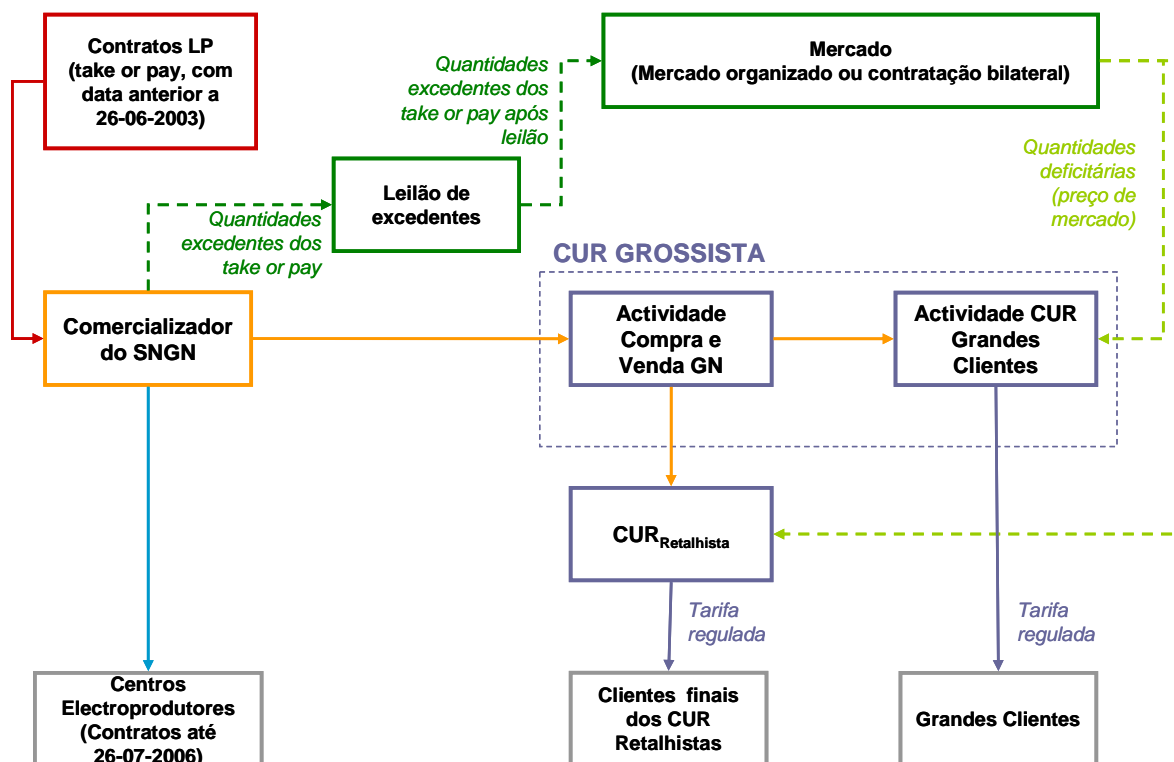 Contratos LP
(take or pay, com
data anterior a
26-06-2003)
Quantidades
excedentes dos
take or pay após
leilão
Mercado
(Mercado organizado ou contratação bilateral)
Quantidades
deficitárias
(preço de
mercado)
Leilão de
excedentes
Quantidades
excedentes dos
take or pay
CUR GROSSISTA
Comercializador
do SNGN
Actividade
Compra e
Venda GN
Actividade CUR
Grandes
Clientes
CUR Retalhista
Tarifa
regulada
Tarifa
regulada
Centros
Electroprodutores
(Contratos até
26-07-2006)
Clientes finais
dos CUR
Retalhistas
Grandes Clientes